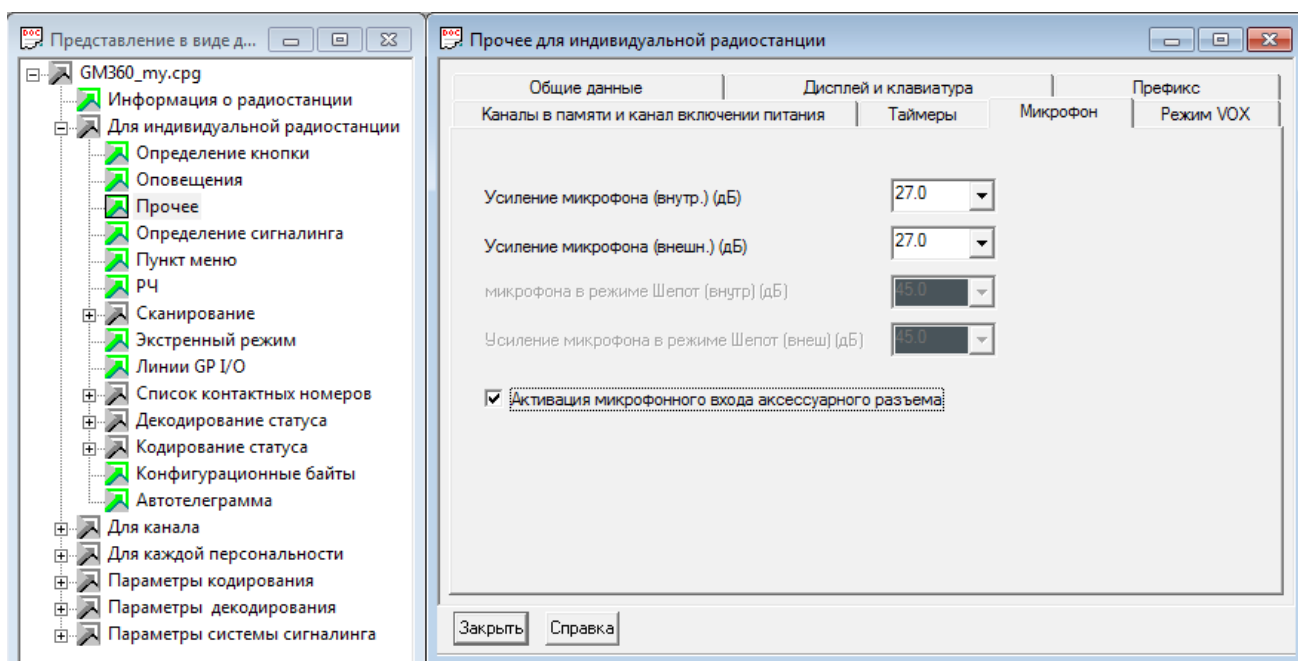 Представление в виде д...
GM360_my.cpg
Информация о радиостанции
Для индивидуальной радиостанции
Определение кнопки
Оповещения
Прочее
Определение сигналинга
Пункт меню
РЧ
Сканирование
Экстренный режим
Линии GP I/O
Список контактных номеров
Декодирование статуса
Кодирование статуса
Конфигурационные байты
Автотелеграмма
Для канала
Для каждой персональности
Параметры кодирования
Параметры декодирования
Параметры системы сигналинга
Прочее для индивидуальной радиостанции
Общие данные Дисплей и клавиатура Префикс
Каналы в памяти и канал включении питания Таймеры Микрофон Режим VOX
Усиление микрофона (внутр.) (дБ) 27.0
Усиление микрофона (внешн.) (дБ) 27.0
микрофона в режиме Шепот (внутр) (дБ) 45.0
Усиление микрофона в режиме Шепот (внеш) (дБ) 45.0
Активация микрофонного входа аксессуарного разъема
Закрыть Справка